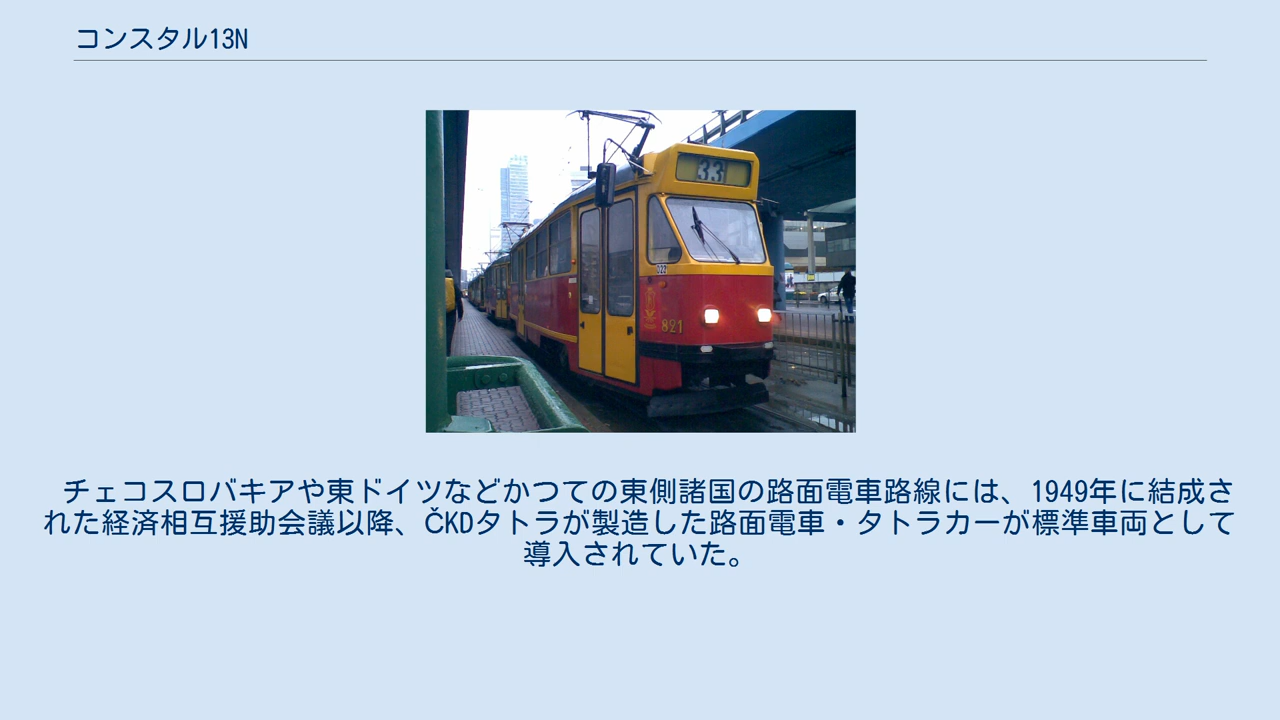 コンスタル13N
33
022
821
チェコスロバキアや東ドイツなどかつての東側諸国の路面電車路線には、1949年に結成さ
れた経済相互援助会議以降、ČKDタトラが製造した路面電車・タトラカーが標準車両として
導入されていた。